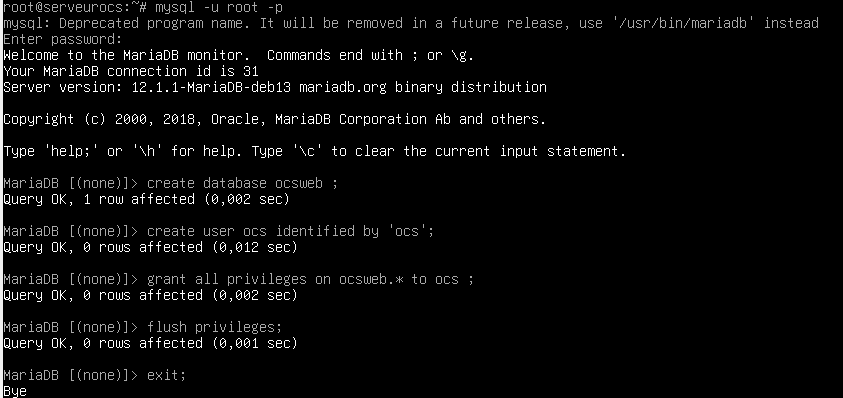 root@serveurocs:~# mysql -u root -p
mysql: Deprecated program name. It will be removed in a future release, use '/usr/bin/mariadb' instead
Enter password:
Welcome to the MariaDB monitor.  Commands end with ; or \g.
Your MariaDB connection id is 31
Server version: 12.1.1-MariaDB-deb13 mariadb.org binary distribution

Copyright (c) 2000, 2018, Oracle, MariaDB Corporation Ab and others.

Type 'help;' or '\h' for help. Type '\c' to clear the current input statement.

MariaDB [(none)]> create database ocsweb ;
Query OK, 1 row affected (0,002 sec)

MariaDB [(none)]> create user ocs identified by 'ocs';
Query OK, 0 rows affected (0,012 sec)

MariaDB [(none)]> grant all privileges on ocsweb.* to ocs ;
Query OK, 0 rows affected (0,002 sec)

MariaDB [(none)]> flush privileges;
Query OK, 0 rows affected (0,001 sec)

MariaDB [(none)]> exit;
Bye